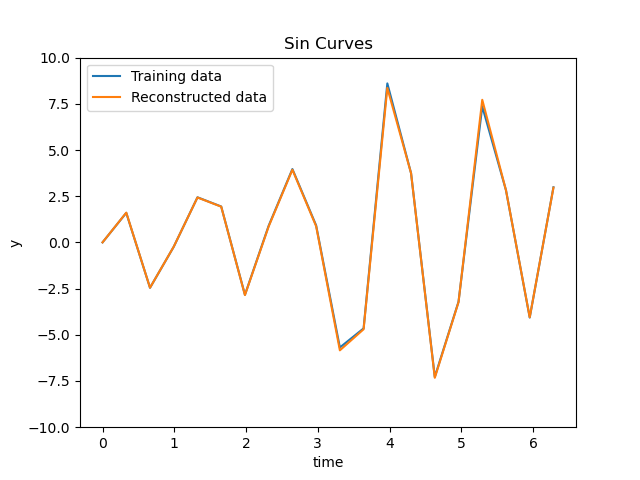 Sin Curves
Training data
Reconstructed data
10.0
7.5
5.0
2.5
0.0
−2.5
−5.0
−7.5
−10.0
y
0 1 2 3 4 5 6
time